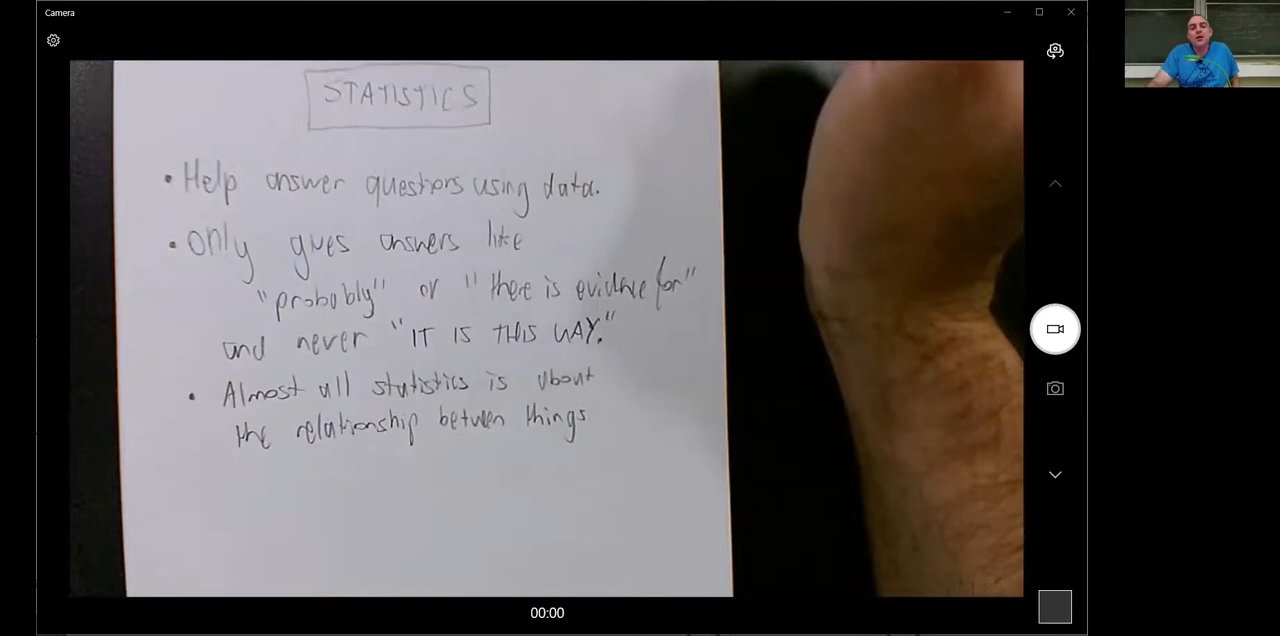 Camera
STATISTICS
• Help answer questions using data.
• Only gives answers like
"probably" or "there is evidence for"
and never "IT IS THIS WAY."
• Almost all statistics is about
the relationship between things
00:00